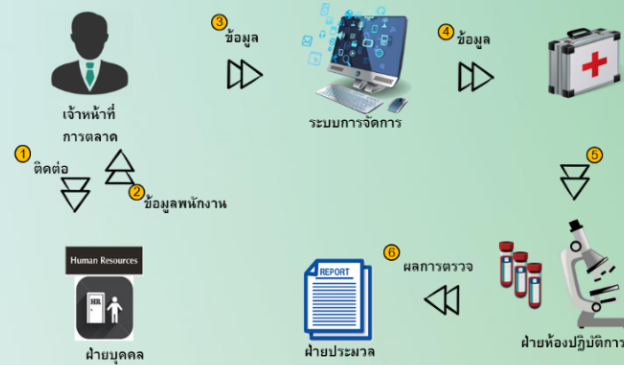 ③ ข้อมูล
④ ข้อมูล
เจ้าหน้าที่
การตลาด
ระบบการจัดการ
① ติดต่อ
② ข้อมูลพนักงาน
⑤
Human Resources
ฝ่ายบุคคล
REPORT
ฝ่ายประมวล
⑥ ผลการตรวจ
ฝ่ายห้องปฏิบัติการ